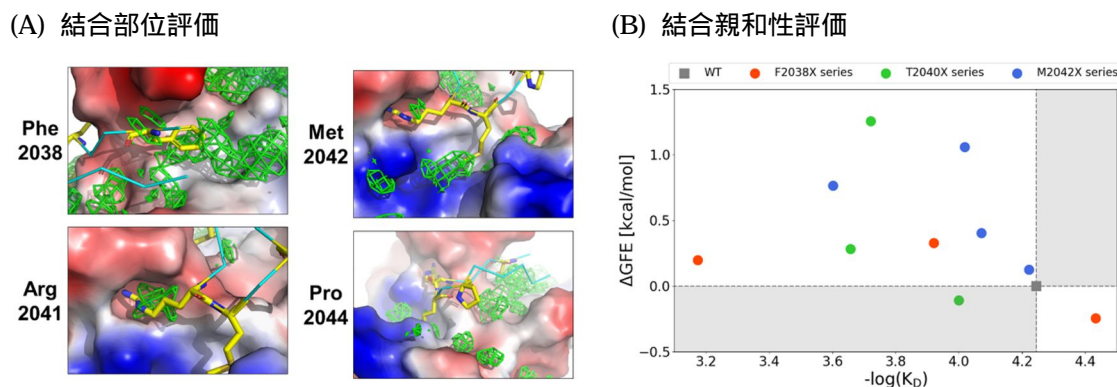 (A) 結合部位評価
(B) 結合親和性評価
Phe
2038
Met
2042
Arg
2041
Pro
2044
WT
F2038X series
T2040X series
M2042X series
ΔGFE [kcal/mol]
1.5
1.0
0.5
0.0
−0.5
3.2
3.4
3.6
3.8
4.0
4.2
4.4
-log(K_D)